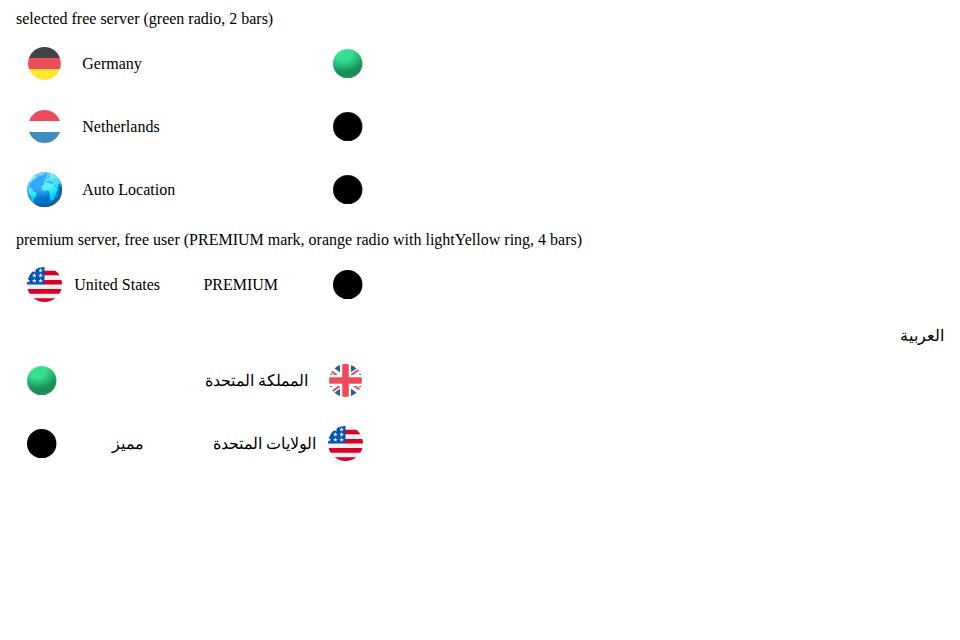 selected free server (green radio, 2 bars)
Germany
Netherlands
Auto Location
premium server, free user (PREMIUM mark, orange radio with lightYellow ring, 4 bars)
United States PREMIUM
العربية
المملكة المتحدة
الولايات المتحدة مميز